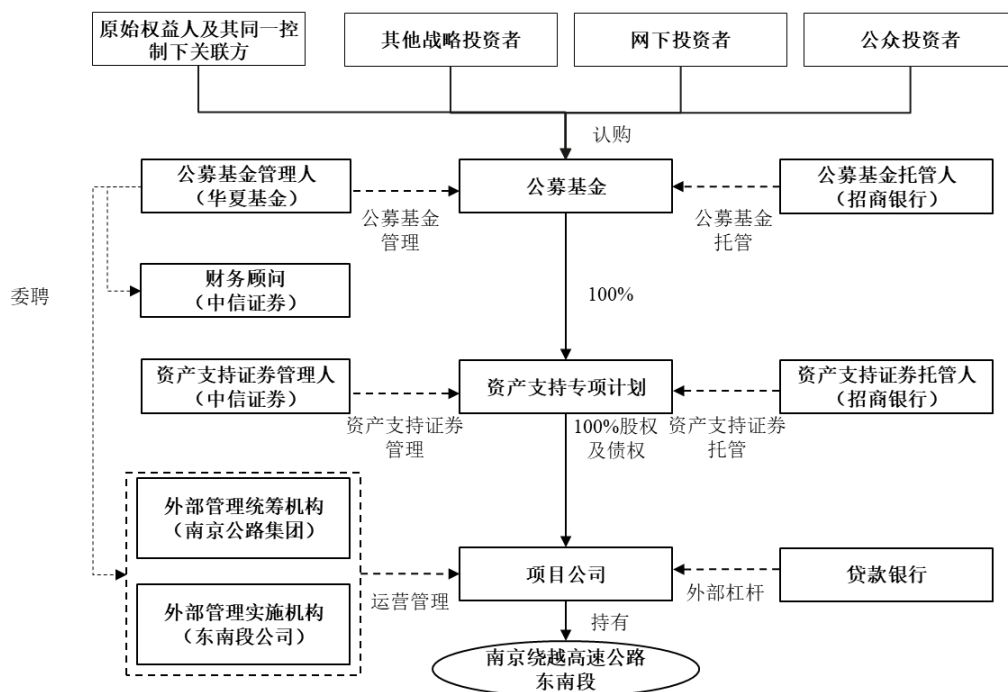 原始权益人及其同一控
制下关联方
其他战略投资者
网下投资者
公众投资者
认购
公募基金管理人
（华夏基金）
公募基金
公募基金托管人
（招商银行）
公募基金
管理
公募基金
托管
委聘
财务顾问
（中信证券）
100%
资产支持证券管理人
（中信证券）
资产支持专项计划
资产支持证券托管人
（招商银行）
资产支持证券
管理
100%股权
及债权
资产支持证券
托管
外部管理统筹机构
（南京公路集团）
项目公司
贷款银行
运营管理
外部杠杆
外部管理实施机构
（东南段公司）
持有
南京绕越高速公路
东南段